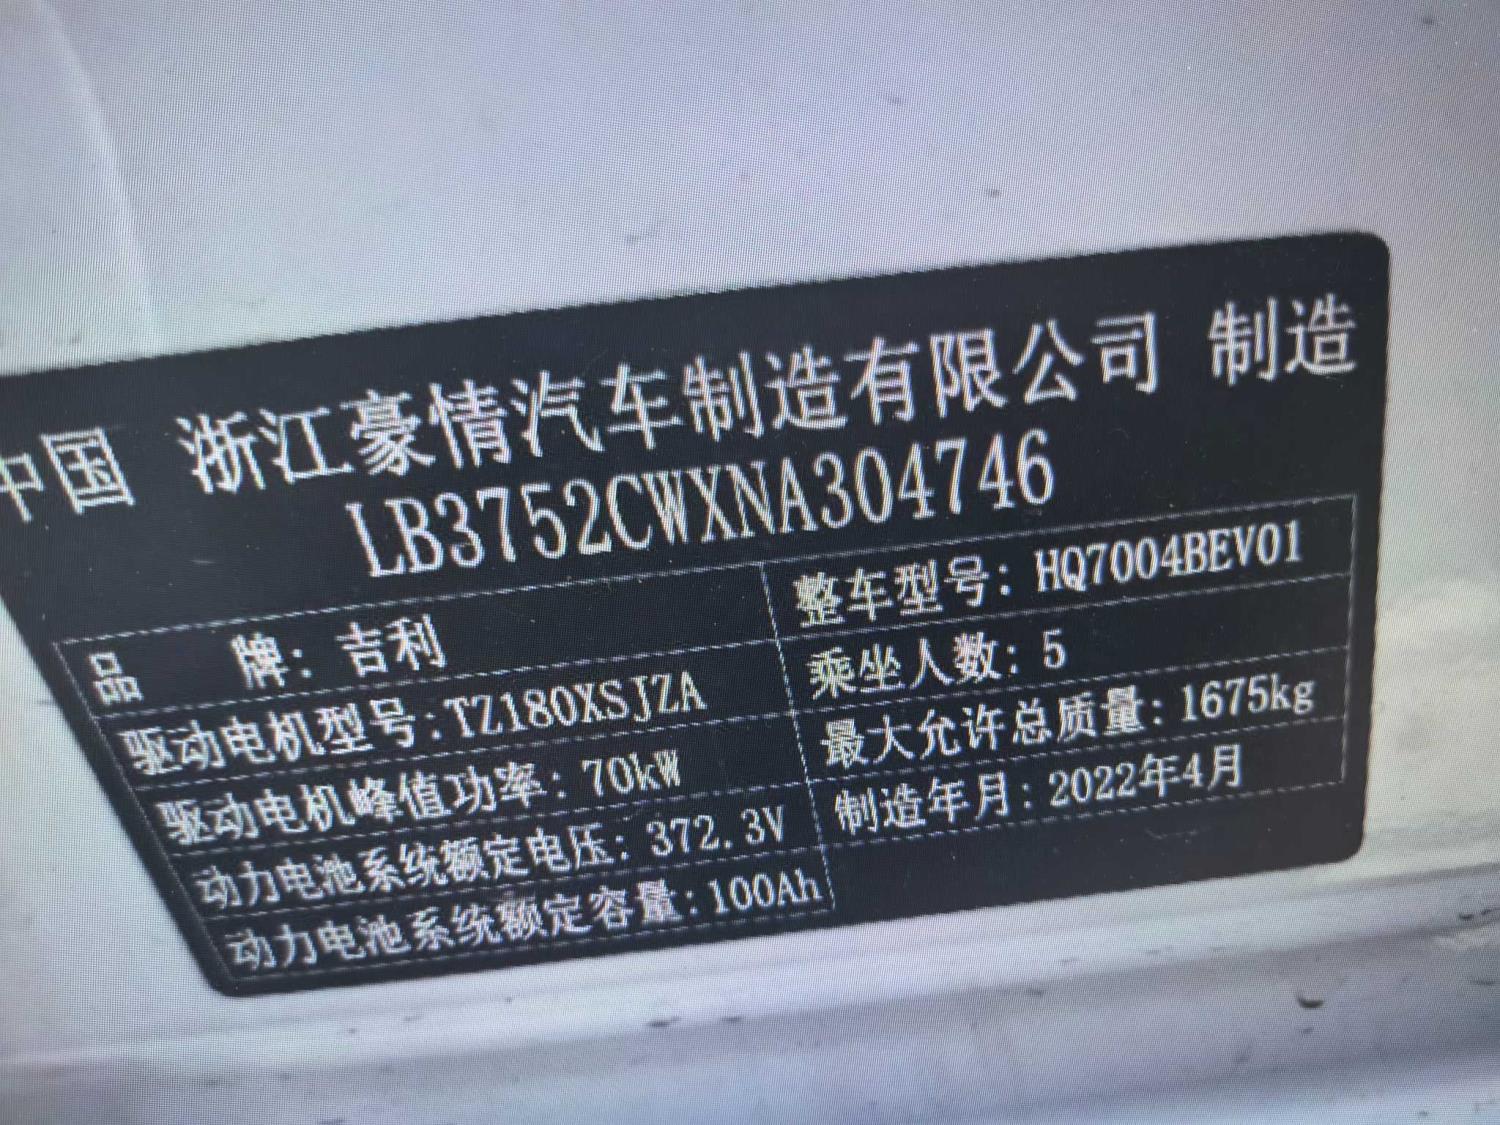 中国 浙江豪情汽车制造有限公司 制造
LB3752CWXNA304746
品 牌: 吉利
整车型号: HQ7004BEV01
驱动电机型号:TZ180XSJZA
乘坐人数: 5
驱动电机峰值功率: 70kW
最大允许总质量: 1675kg
动力电池系统额定电压: 372.3V
制造年月: 2022年4月
动力电池系统额定容量:100Ah